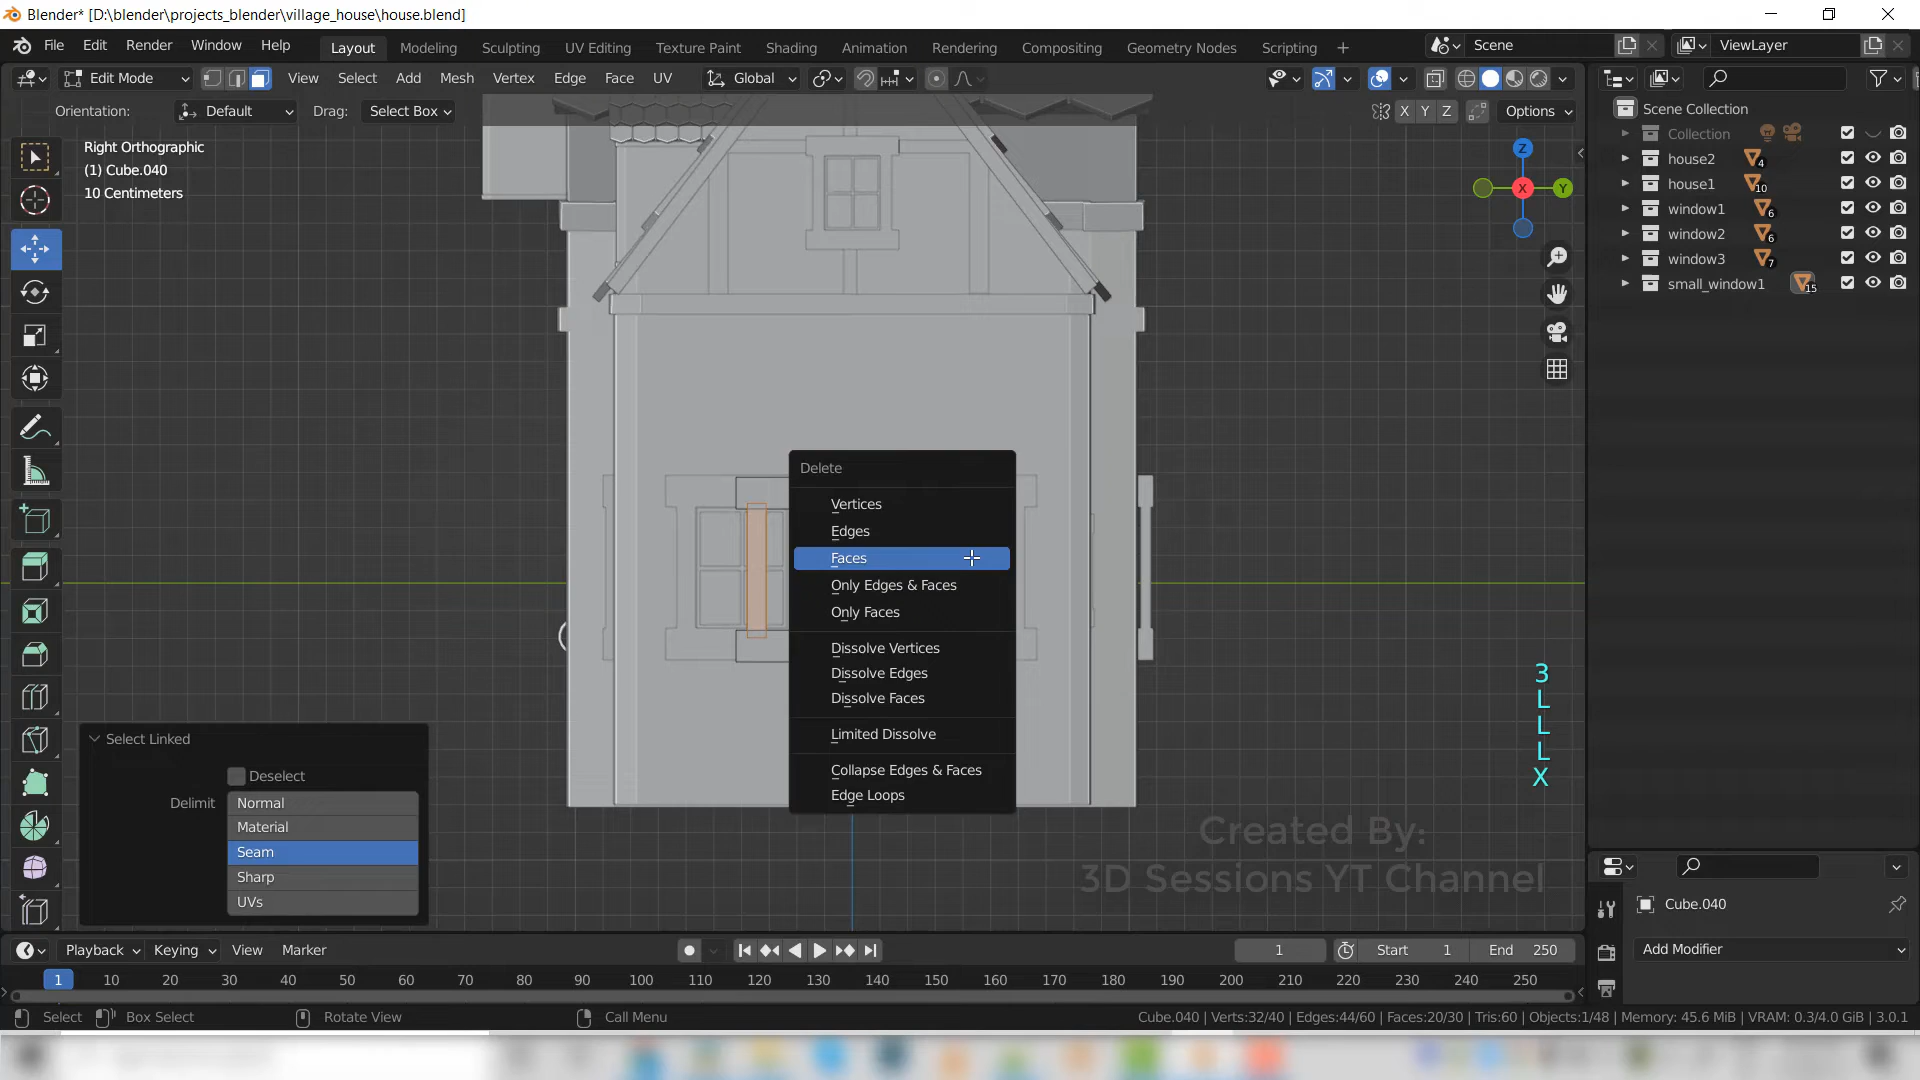 Blender* [D:\blender\projects_blender\village_house\house.blend]
File Edit Render Window Help Layout Modeling Sculpting UV Editing Texture Paint Shading Animation Rendering Compositing Geometry Nodes Scripting Scene ViewLayer
Edit Mode View Select Add Mesh Vertex Edge Face UV Global
Orientation: Default Drag: Select Box X Y Z Options
Right Orthographic
(1) Cube.040
10 Centimeters
Z
X Y
Scene Collection
Collection
house2 4
house1 10
window1 6
window2 6
window3 7
small_window1 15
Delete
Vertices
Edges
Faces
Only Edges & Faces
Only Faces
Dissolve Vertices
Dissolve Edges
Dissolve Faces
Limited Dissolve
Collapse Edges & Faces
Edge Loops
3
L
L
L
X
Select Linked
Deselect
Delimit Normal
Material
Seam
Sharp
UVs
Created By:
3D Sessions YT Channel
Cube.040
Add Modifier
Playback Keying View Marker 1 Start 1 End 250
1 10 20 30 40 50 60 70 80 90 100 110 120 130 140 150 160 170 180 190 200 210 220 230 240 250
Select Box Select Rotate View Call Menu Cube.040 | Verts:32/40 | Edges:44/60 | Faces:20/30 | Tris:60 | Objects:1/48 | Memory: 45.6 MiB | VRAM: 0.3/4.0 GiB | 3.0.1